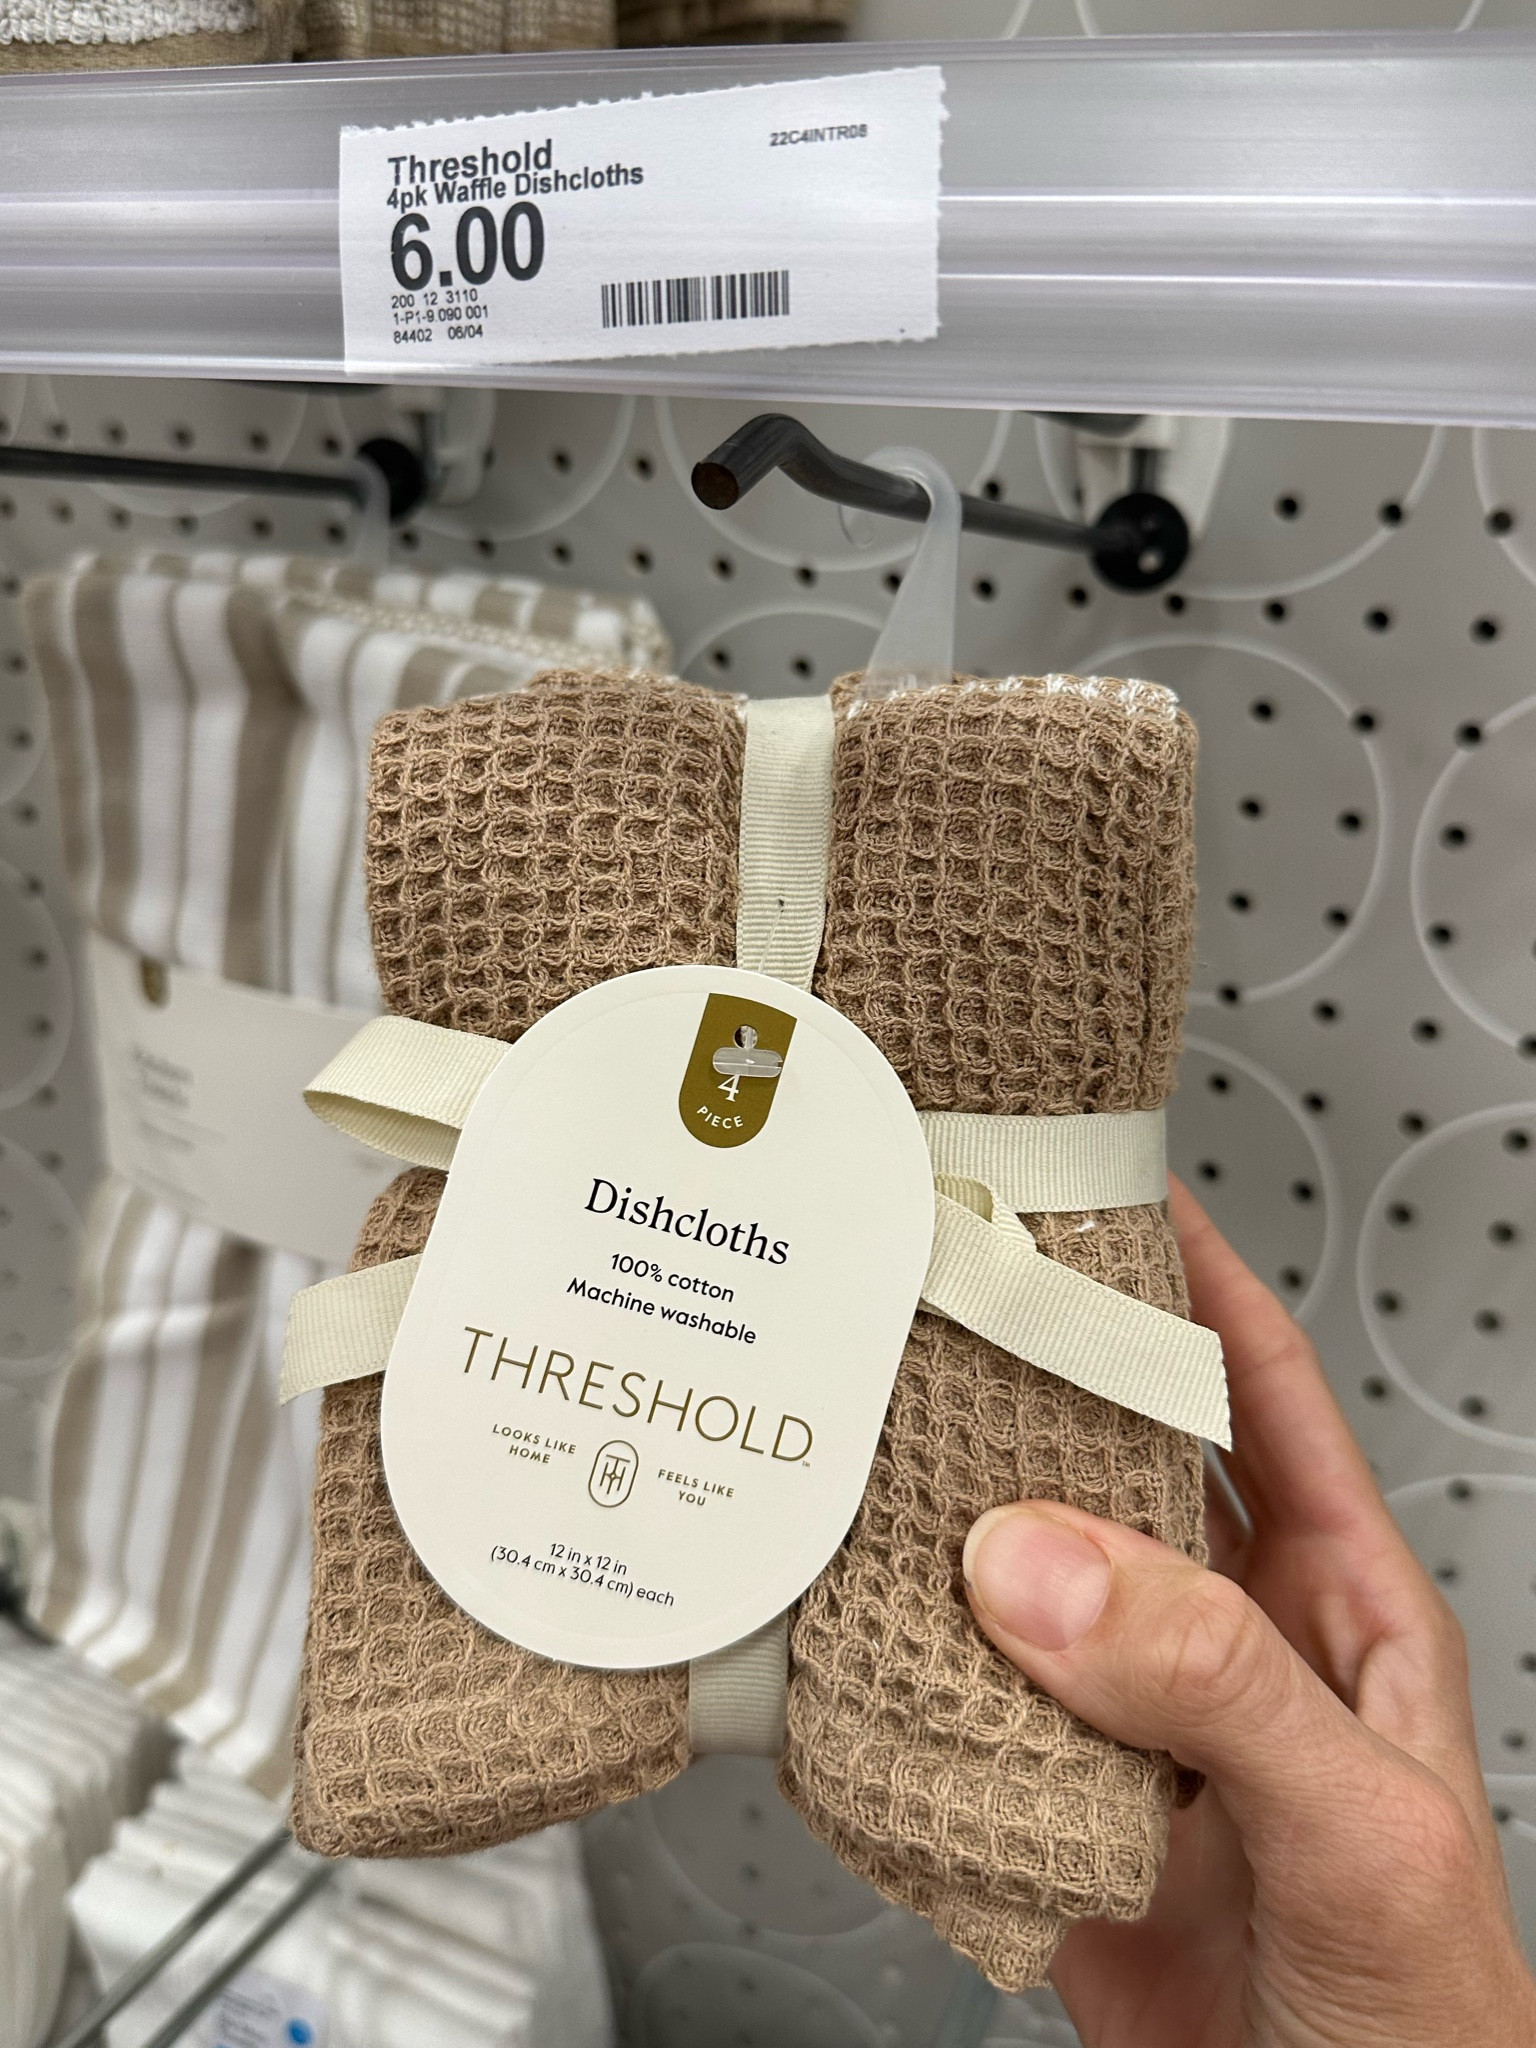 Threshold
22C4INTR08
4pk Waffle Dishcloths
6.00
200 12 3110
1-P1-9.090 001
84402 06/04
4
PIECE
Dishcloths
100% cotton
Machine washable
THRESHOLD™
LOOKS LIKE
HOME
FEELS LIKE
YOU
12 in x 12 in
(30.4 cm x 30.4 cm) each